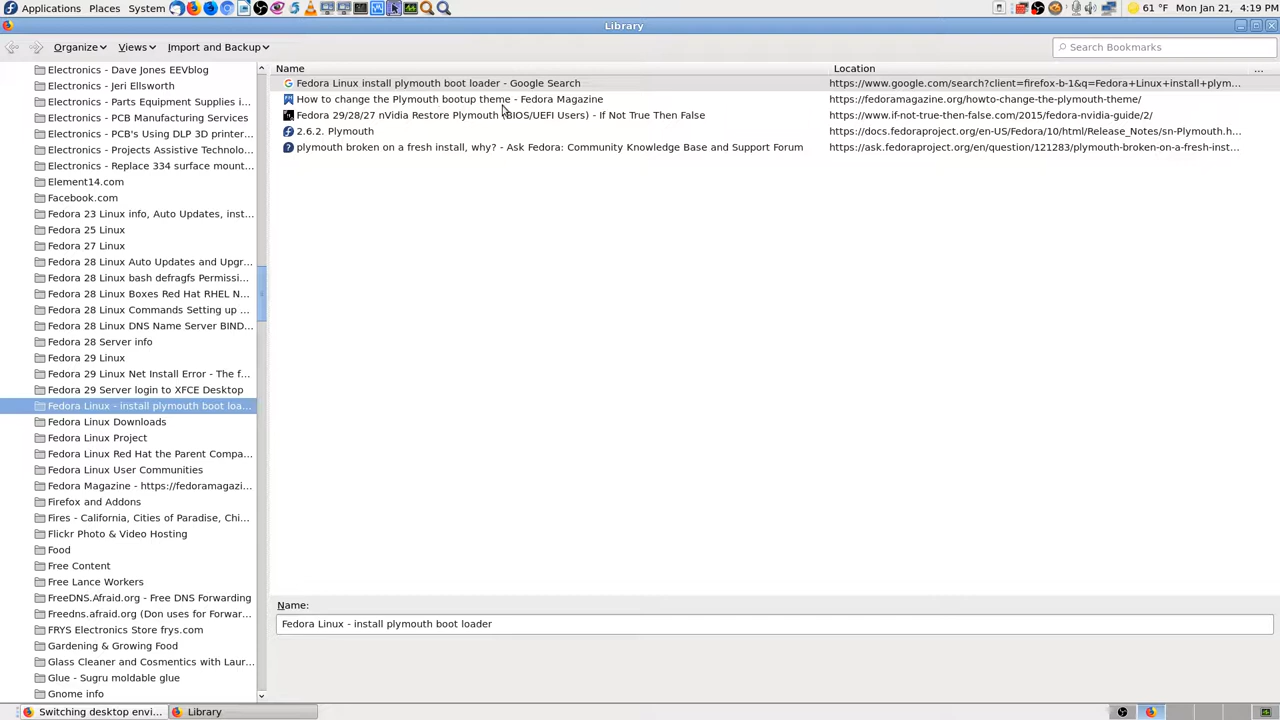 Applications Places System 61 °F Mon Jan 21, 4:19 PM
Library
Organize Views Import and Backup Search Bookmarks
Name Location
Electronics - Dave Jones EEVblog
Electronics - Jeri Ellsworth
Electronics - Parts Equipment Supplies i...
Electronics - PCB Manufacturing Services
Electronics - PCB's Using DLP 3D printer...
Electronics - Projects Assistive Technolo...
Electronics - Replace 334 surface mount...
Element14.com
Facebook.com
Fedora 23 Linux info, Auto Updates, inst...
Fedora 25 Linux
Fedora 27 Linux
Fedora 28 Linux Auto Updates and Upgr...
Fedora 28 Linux bash defragfs Permissi...
Fedora 28 Linux Boxes Red Hat RHEL N...
Fedora 28 Linux Commands Setting up ...
Fedora 28 Linux DNS Name Server BIND...
Fedora 28 Server info
Fedora 29 Linux
Fedora 29 Linux Net Install Error - The f...
Fedora 29 Server login to XFCE Desktop
Fedora Linux - install plymouth boot loa...
Fedora Linux Downloads
Fedora Linux Project
Fedora Linux Red Hat the Parent Compa...
Fedora Linux User Communities
Fedora Magazine - https://fedoramagazi...
Firefox and Addons
Fires - California, Cities of Paradise, Chi...
Flickr Photo & Video Hosting
Food
Free Content
Free Lance Workers
FreeDNS.Afraid.org - Free DNS Forwarding
Freedns.afraid.org (Don uses for Forwar...
FRYS Electronics Store frys.com
Gardening & Growing Food
Glass Cleaner and Cosmentics with Laur...
Glue - Sugru moldable glue
Gnome info
Fedora Linux install plymouth boot loader - Google Search https://www.google.com/search?client=firefox-b-1&q=Fedora+Linux+install+plym...
How to change the Plymouth bootup theme - Fedora Magazine https://fedoramagazine.org/howto-change-the-plymouth-theme/
Fedora 29/28/27 nVidia Restore Plymouth (BIOS/UEFI Users) - If Not True Then False https://www.if-not-true-then-false.com/2015/fedora-nvidia-guide/2/
2.6.2. Plymouth https://docs.fedoraproject.org/en-US/Fedora/10/html/Release_Notes/sn-Plymouth.h...
plymouth broken on a fresh install, why? - Ask Fedora: Community Knowledge Base and Support Forum https://ask.fedoraproject.org/en/question/121283/plymouth-broken-on-a-fresh-inst...
Name:
Fedora Linux - install plymouth boot loader
Switching desktop envi... Library